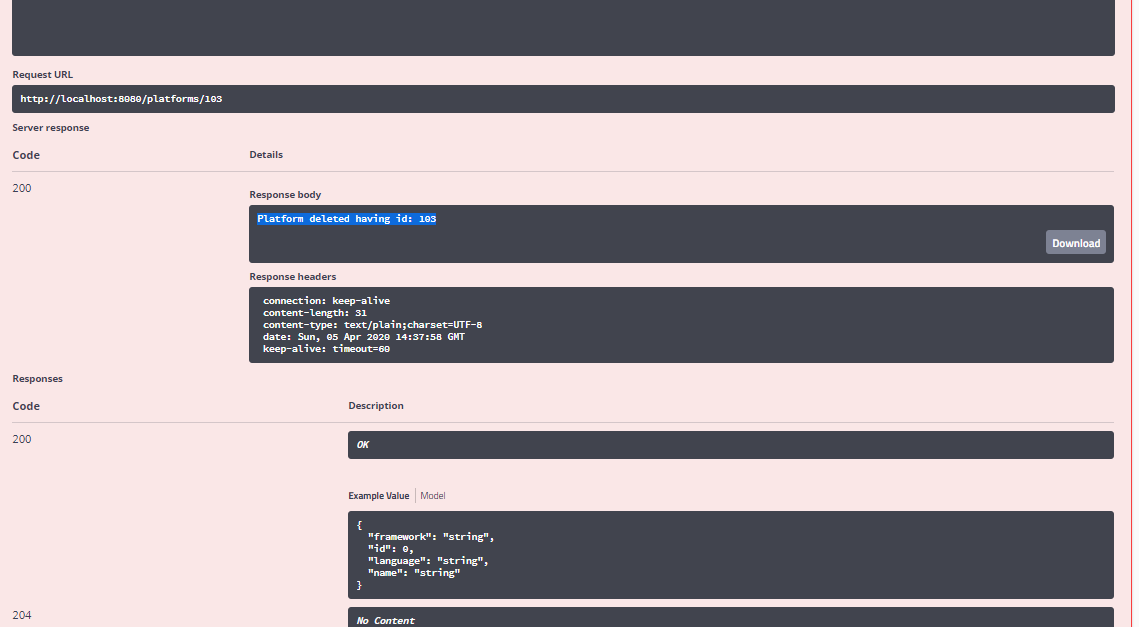 Request URL
http://localhost:8080/platforms/103
Server response
Code Details
200
Response body
Platform deleted having id: 103
Download
Response headers
connection: keep-alive
content-length: 31
content-type: text/plain;charset=UTF-8
date: Sun, 05 Apr 2020 14:37:58 GMT
keep-alive: timeout=60
Responses
Code Description
200
OK
Example Value Model
{
"framework": "string",
"id": 0,
"language": "string",
"name": "string"
}
204
No Content